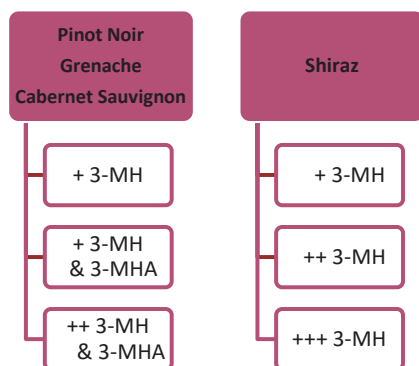 Pinot Noir
Grenache
Cabernet Sauvignon
+ 3-MH
+ 3-MH
& 3-MHA
++ 3-MH
& 3-MHA
Shiraz
+ 3-MH
++ 3-MH
+++ 3-MH